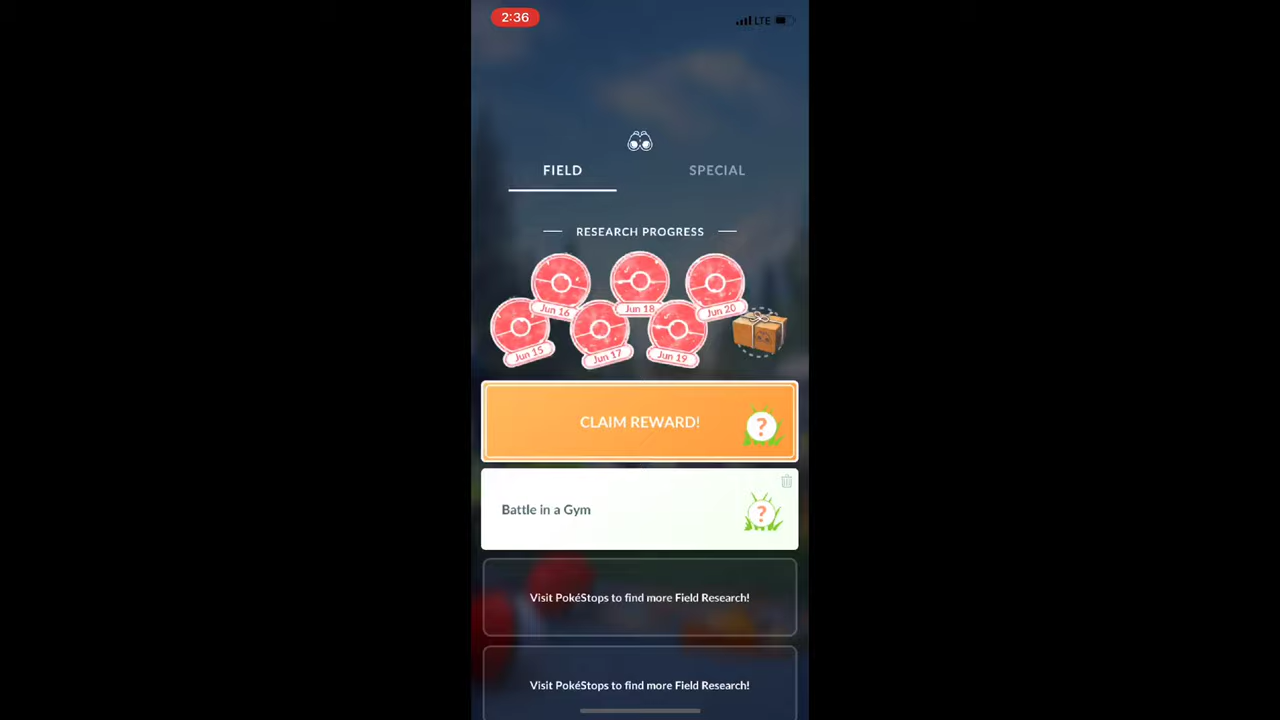 2:36
LTE
FIELD
SPECIAL
RESEARCH PROGRESS
Jun 16
Jun 18
Jun 20
Jun 15
Jun 17
Jun 19
CLAIM REWARD!
?
Battle in a Gym
?
Visit PokéStops to find more Field Research!
Visit PokéStops to find more Field Research!